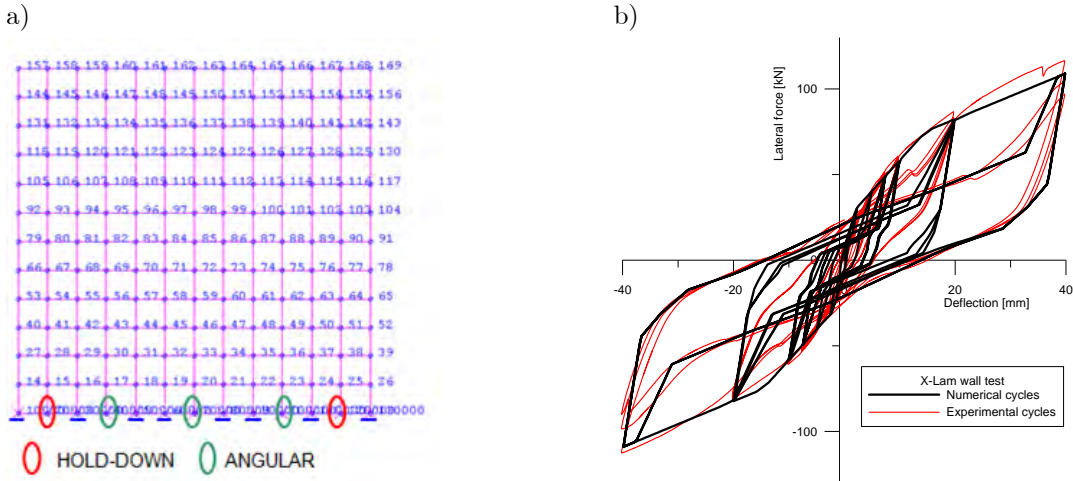 a)
b)
157 158 159 160 161 162 163 164 165 166 167 168 169
144 145 146 147 148 149 150 151 152 153 154 155 156
131 132 133 134 135 136 137 138 139 140 141 142 143
118 119 120 121 122 123 124 125 126 127 128 129 130
105 106 107 108 109 110 111 112 113 114 115 116 117
92 93 94 95 96 97 98 99 100 101 102 103 104
79 80 81 82 83 84 85 86 87 88 89 90 91
66 67 68 69 70 71 72 73 74 75 76 77 78
53 54 55 56 57 58 59 60 61 62 63 64 65
40 41 42 43 44 45 46 47 48 49 50 51 52
27 28 29 30 31 32 33 34 35 36 37 38 39
14 15 16 17 18 19 20 21 22 23 24 25 26
HOLD-DOWN ANGULAR
Lateral force [kN]
100
-40 -20 20 40
Deflection [mm]
X-Lam wall test
Numerical cycles
Experimental cycles
-100